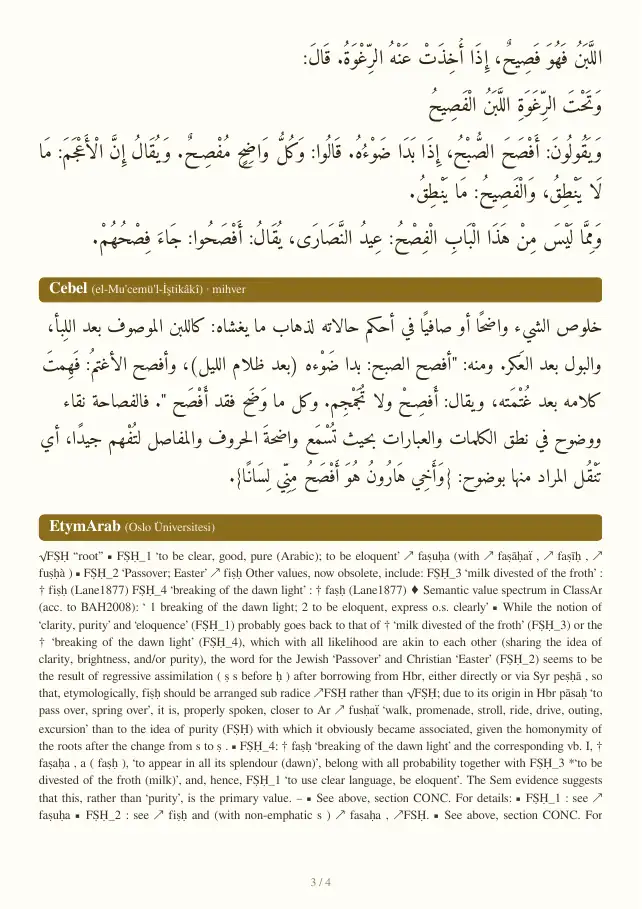 اللَّبَنُ فَهُوَ فَصِيحٌ، إِذَا أُخِذَتْ عَنْهُ الرِّغْوَةُ. قَالَ:
وَتَحْتَ الرِّغْوَةِ اللَّبَنُ الْفَصِيحُ
وَيَقُولُونَ: أَفْصَحَ الصُّبْحُ، إِذَا بَدَا ضَوْءُهُ. قَالُوا: وَكُلُّ وَاضِحٍ مُفْصِحٌ. وَيُقَالُ إِنَّ الْأَعْجَمَ: مَا
لَا يَنْطِقُ، وَالْفَصِيحُ: مَا يَنْطِقُ.
وَمِمَّا لَيْسَ مِنْ هَذَا الْبَابِ الْفِصْحُ: عِيدُ النَّصَارَى، يُقَالُ: أَفْصَحُوا: جَاءَ فِصْحُهُمْ.
Cebel (el-Mu'cemü'l-İştikâkî) · mihver
خلوص الشيء واضحًا أو صافيًا في أحكم حالاته لذهاب ما يغشاه: كاللبن الموصوف بعد اللِبأ،
والبول بعد العَكر. ومنه: "أفصح الصبح: بدا ضَوْءه (بعد ظلام الليل)، وأفصح الأغتمُ: فَهِمتَ
كلامه بعد غُتْمَته، ويقال: أَفصِحْ ولا تُجَمْجِم. وكل ما وَضَح فقد أَفْصَح ". فالفصاحة نقاء
ووضوح في نطق الكلمات والعبارات بحيث تُسْمَع واضحةَ الحروف والمفاصل لتُفْهم جيدًا، أي
تَنْقُل المراد منها بوضوح: {وَأَخِي هَارُونُ هُوَ أَفْصَحُ مِنِّي لِسَانًا}.
EtymArab (Oslo Üniversitesi)
√FṢḤ “root” ▪ FṢḤ_1 ‘to be clear, good, pure (Arabic); to be eloquent’ ↗ faṣuḥa (with ↗ faṣāḥaẗ , ↗ faṣīḥ , ↗
fuṣḥà ) ▪ FṢḤ_2 ‘Passover; Easter’ ↗ fiṣḥ Other values, now obsolete, include: FṢḤ_3 ‘milk divested of the froth’ :
† fiṣḥ (Lane1877) FṢḤ_4 ‘breaking of the dawn light’ : † faṣḥ (Lane1877) ♦ Semantic value spectrum in ClassAr
(acc. to BAH2008): ‘ 1 breaking of the dawn light; 2 to be eloquent, express o.s. clearly’ ▪ While the notion of
‘clarity, purity’ and ‘eloquence’ (FṢḤ_1) probably goes back to that of † ‘milk divested of the froth’ (FṢḤ_3) or the
† ‘breaking of the dawn light’ (FṢḤ_4), which with all likelihood are akin to each other (sharing the idea of
clarity, brightness, and/or purity), the word for the Jewish ‘Passover’ and Christian ‘Easter’ (FṢḤ_2) seems to be
the result of regressive assimilation ( ṣ s before ḥ ) after borrowing from Hbr, either directly or via Syr peṣḥā , so
that, etymologically, fiṣḥ should be arranged sub radice ↗FSḤ rather than √FṢḤ; due to its origin in Hbr pāsaḥ ‘to
pass over, spring over’, it is, properly spoken, closer to Ar ↗ fusḥaẗ ‘walk, promenade, stroll, ride, drive, outing,
excursion’ than to the idea of purity (FṢḤ) with which it obviously became associated, given the homonymity of
the roots after the change from s to ṣ . ▪ FṢḤ_4: † faṣḥ ‘breaking of the dawn light’ and the corresponding vb. I, †
faṣaḥa , a ( faṣḥ ), ‘to appear in all its splendour (dawn)’, belong with all probability together with FṢḤ_3 *‘to be
divested of the froth (milk)’, and, hence, FṢḤ_1 ‘to use clear language, be eloquent’. The Sem evidence suggests
that this, rather than ‘purity’, is the primary value. – ▪ See above, section CONC. For details: ▪ FṢḤ_1 : see ↗
faṣuḥa ▪ FṢḤ_2 : see ↗ fiṣḥ and (with non-emphatic s ) ↗ fasaḥa , ↗FSḤ. ▪ See above, section CONC. For
3 / 4